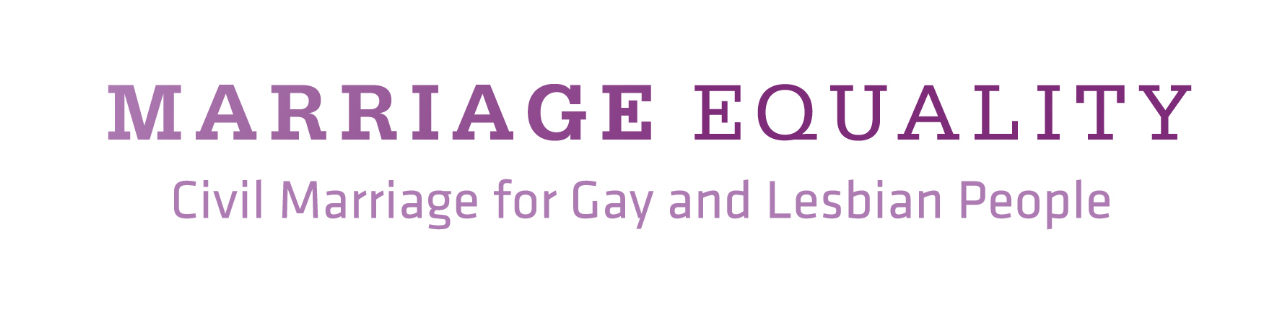 MARRIAGE EQUALITY
Civil Marriage for Gay and Lesbian People